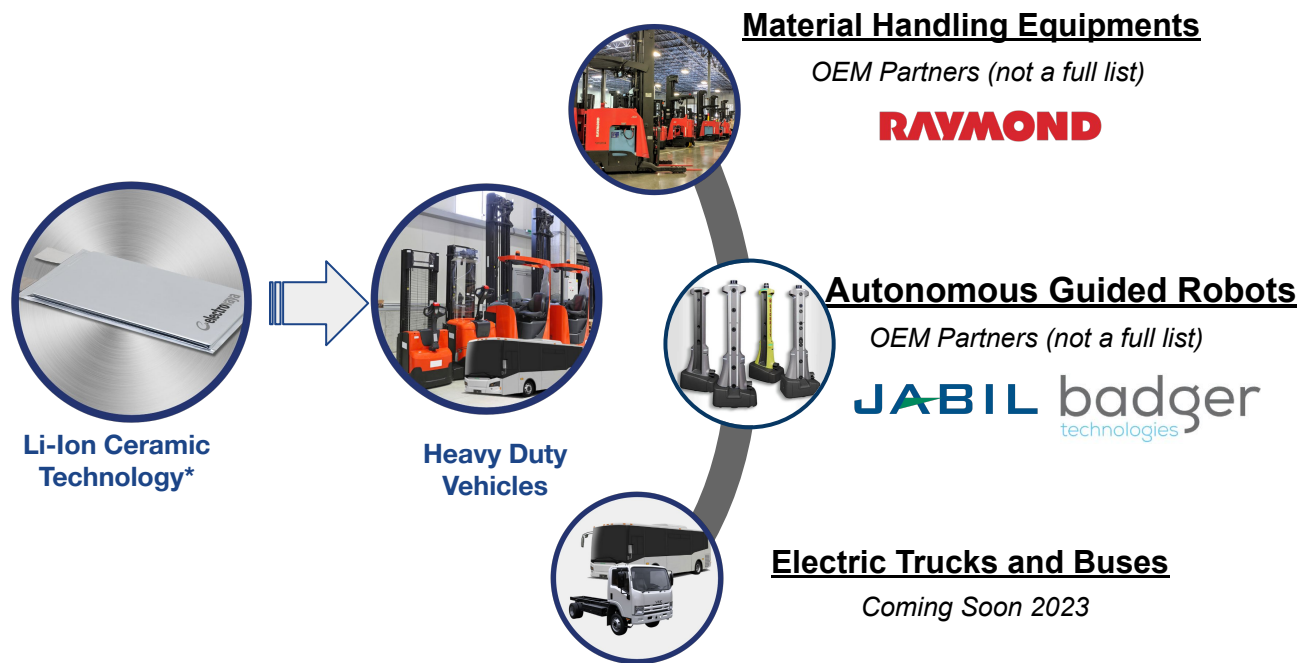 Material Handling Equipments
OEM Partners (not a full list)
RAYMOND
electrovaya
Li-Ion Ceramic
Technology*
Heavy Duty
Vehicles
Autonomous Guided Robots
OEM Partners (not a full list)
JABIL
badger
technologies
Electric Trucks and Buses
Coming Soon 2023